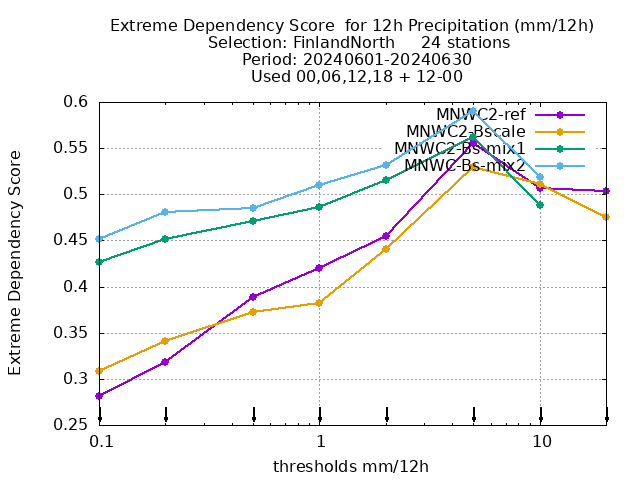 Extreme Dependency Score  for 12h Precipitation (mm/12h)
Selection: FinlandNorth     24 stations
Period: 20240601-20240630
Used 00,06,12,18 + 12-00
MNWC2-ref
MNWC2-Bscale
MNWC2-Bs-mix1
MNWC-Bs-mix2
Extreme Dependency Score
0.6
0.55
0.5
0.45
0.4
0.35
0.3
0.25
0.1
1
10
thresholds mm/12h